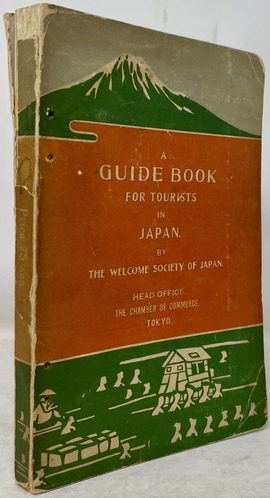 A
GUIDE BOOK
FOR TOURISTS
IN
JAPAN.
BY
THE WELCOME SOCIETY OF JAPAN.
HEAD OFFICE.
THE CHAMBER OF COMMERCE.
TOKYO.